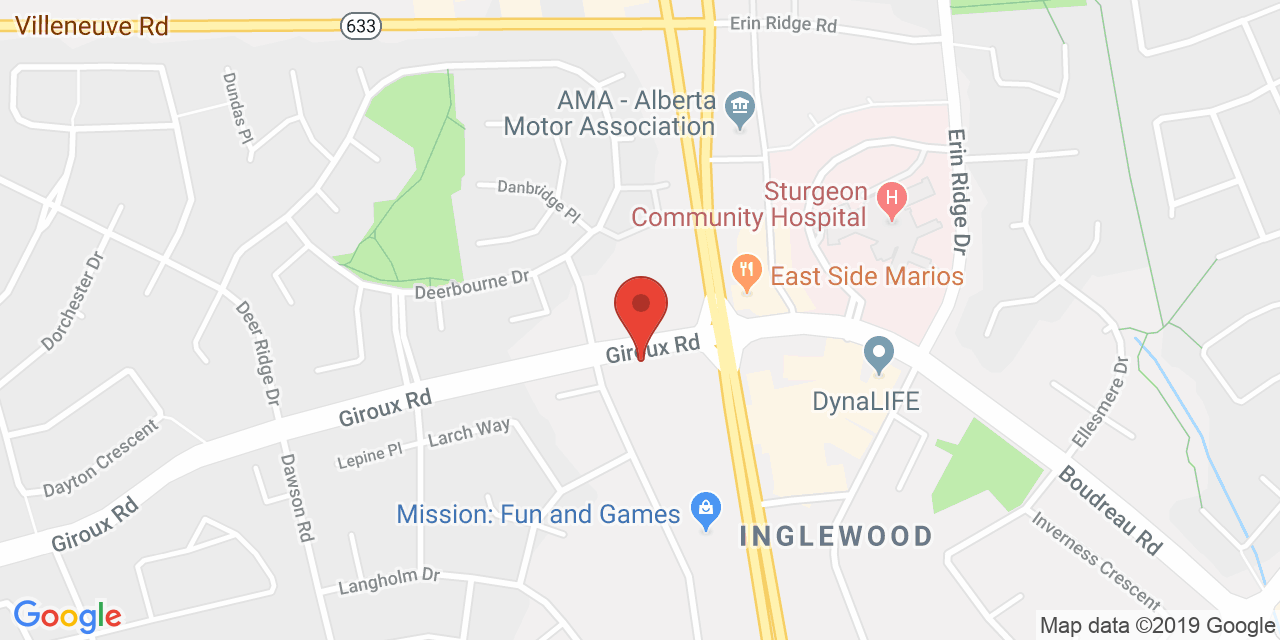 Villeneuve Rd
633
Erin Ridge Rd
Dundas Pl
AMA - Alberta
Motor Association
Erin Ridge Dr
Danbridge Pl
Sturgeon
Community Hospital
H
Dorchester Dr
Deerbourne Dr
East Side Marios
Deer Ridge Dr
Giroux Rd
Giroux Rd
DynaLIFE
Ellesmere Dr
Larch Way
Lepine Pl
Dayton Crescent
Dawson Rd
Giroux Rd
Boudreau Rd
Mission: Fun and Games
INGLEWOOD
Inverness Crescent
Langholm Dr
Google
Map data ©2019 Google